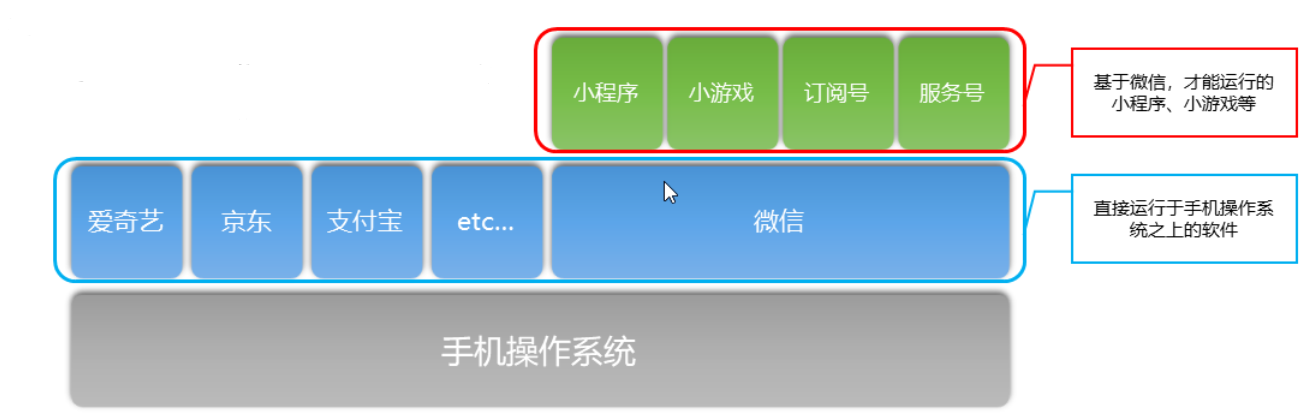 小程序 小游戏 订阅号 服务号
基于微信，才能运行的
小程序、小游戏等
爱奇艺 京东 支付宝 etc... 微信
直接运行于手机操作系
统之上的软件
手机操作系统